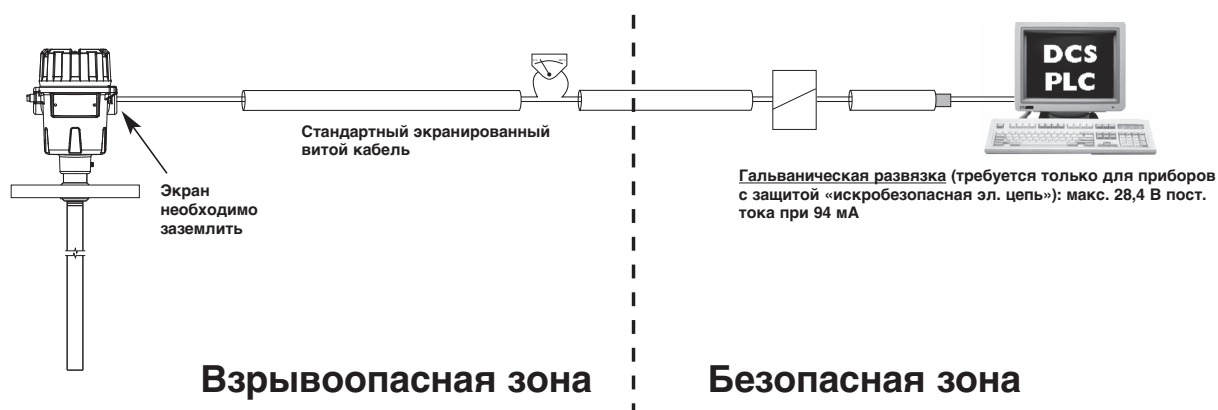 DCS
PLC
Стандартный экранированный
витой кабель
Экран
необходимо
заземлить
Гальваническая развязка (требуется только для приборов
с защитой «искробезопасная эл. цепь»): макс. 28,4 В пост.
тока при 94 мА
Взрывоопасная зона
Безопасная зона